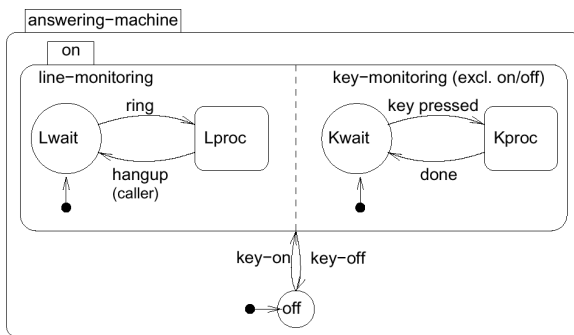 answering−machine
on
line−monitoring
key−monitoring (excl. on/off)
ring
key pressed
Lwait
Lproc
Kwait
Kproc
hangup
(caller)
done
key−on
key−off
off